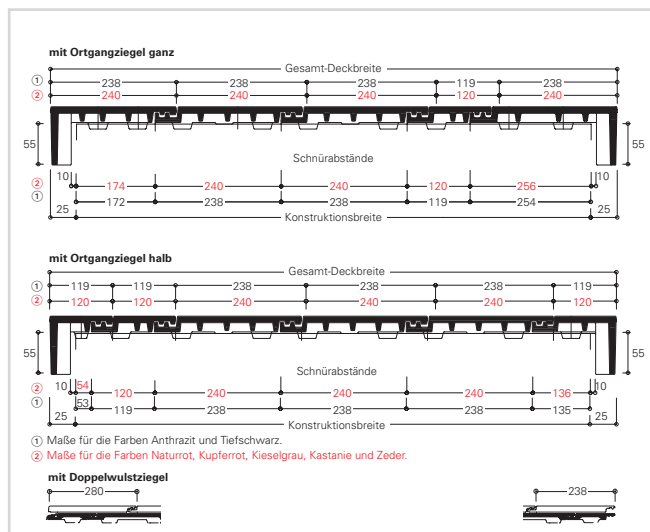 mit Ortgangziegel ganz
Gesamt-Deckbreite
① 238 238 238 119 238
② 240 240 240 120 240
55 55
Schnürabstände
10 10
② 174 240 240 120 256
① 172 238 238 119 254
25 Konstruktionsbreite 25
mit Ortgangziegel halb
Gesamt-Deckbreite
① 119 119 238 238 238 119
② 120 120 240 240 240 120
55 55
Schnürabstände
10 54 10
② 120 240 240 240 136
① 53 119 238 238 238 135
25 Konstruktionsbreite 25
① Maße für die Farben Anthrazit und Tiefschwarz.
② Maße für die Farben Naturrot, Kupferrot, Kieselgrau, Kastanie und Zeder.
mit Doppelwulstziegel
280 238